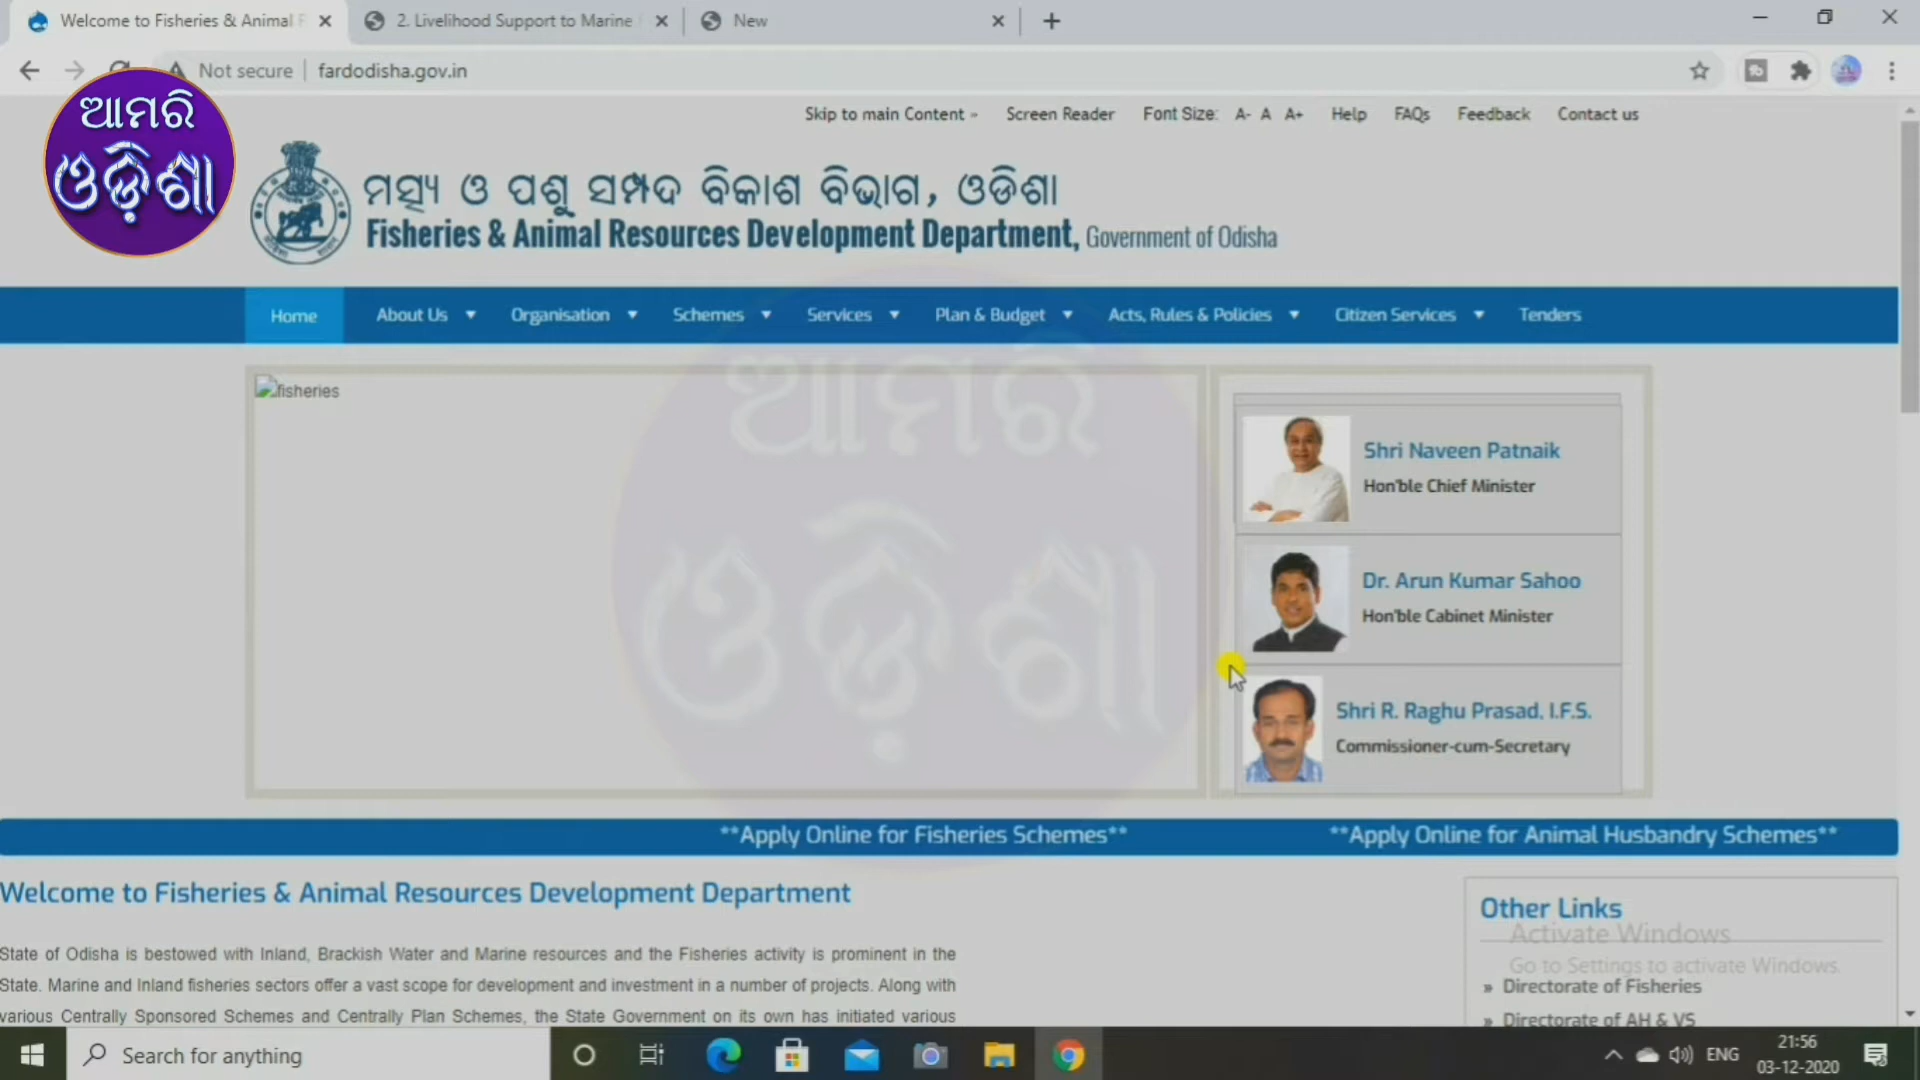 Welcome to Fisheries & Animal
2. Livelihood Support to Marine
New
Not secure
fardodisha.gov.in
ଆମରି
ଓଡ଼ିଶା
Skip to main Content
Screen Reader
Font Size:
A- A A+
Help
FAQs
Feedback
Contact us
ମତ୍ସ୍ୟ ଓ ପଶୁ ସମ୍ପଦ ବିକାଶ ବିଭାଗ, ଓଡିଶା
Fisheries & Animal Resources Development Department, Government of Odisha
Home
About Us
Organisation
Schemes
Services
Plan & Budget
Acts, Rules & Policies
Citizen Services
Tenders
fisheries
ଆମରି
ଓଡ଼ିଶା
Shri Naveen Patnaik
Hon'ble Chief Minister
Dr. Arun Kumar Sahoo
Hon'ble Cabinet Minister
Shri R. Raghu Prasad, I.F.S.
Commissioner-cum-Secretary
**Apply Online for Fisheries Schemes**
**Apply Online for Animal Husbandry Schemes**
Welcome to Fisheries & Animal Resources Development Department
State of Odisha is bestowed with Inland, Brackish Water and Marine resources and the Fisheries activity is prominent in the
State. Marine and Inland fisheries sectors offer a vast scope for development and investment in a number of projects. Along with
various Centrally Sponsored Schemes and Centrally Plan Schemes, the State Government on its own has initiated various
Other Links
Activate Windows
Go to Settings to activate Windows.
» Directorate of Fisheries
» Directorate of AH & VS
Search for anything
ENG
21:56
03-12-2020